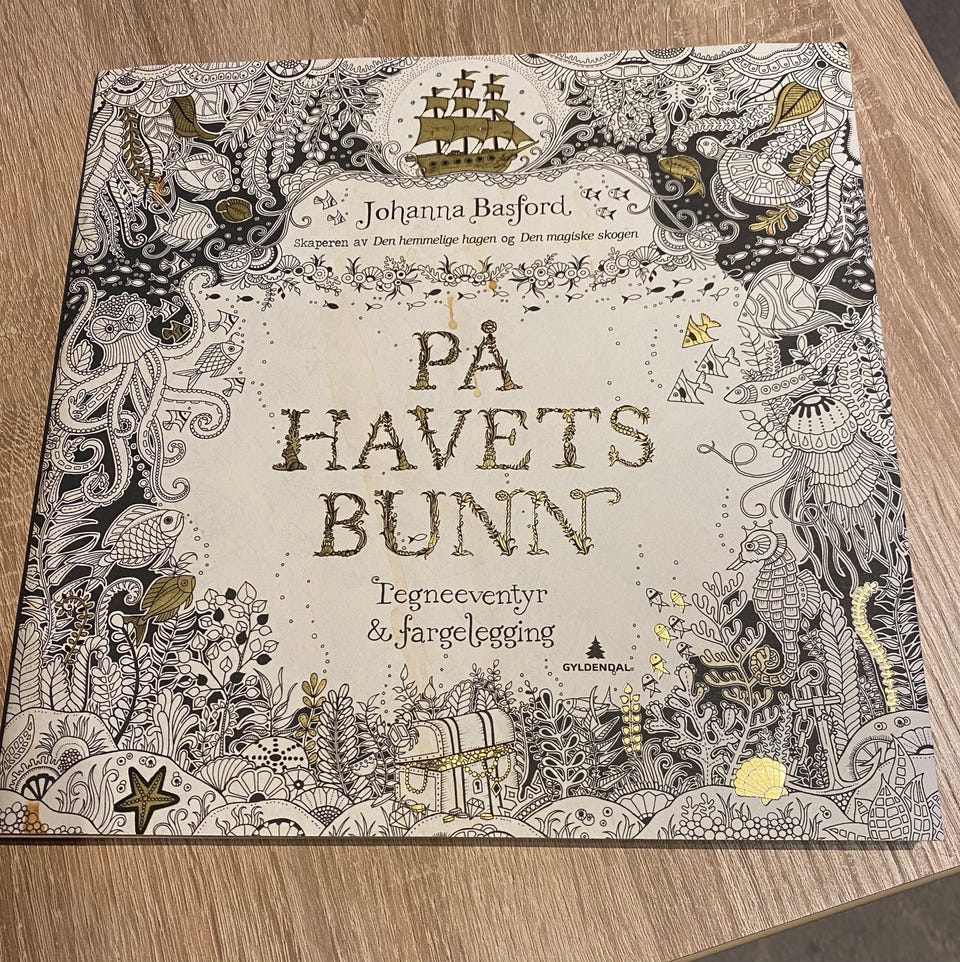 Johanna Basford
Skaperen av Den hemmelige hagen og Den magiske skogen
PÅ
HAVETS
BUNN
Tegneeventyr
& fargelegging
GYLDENDAL